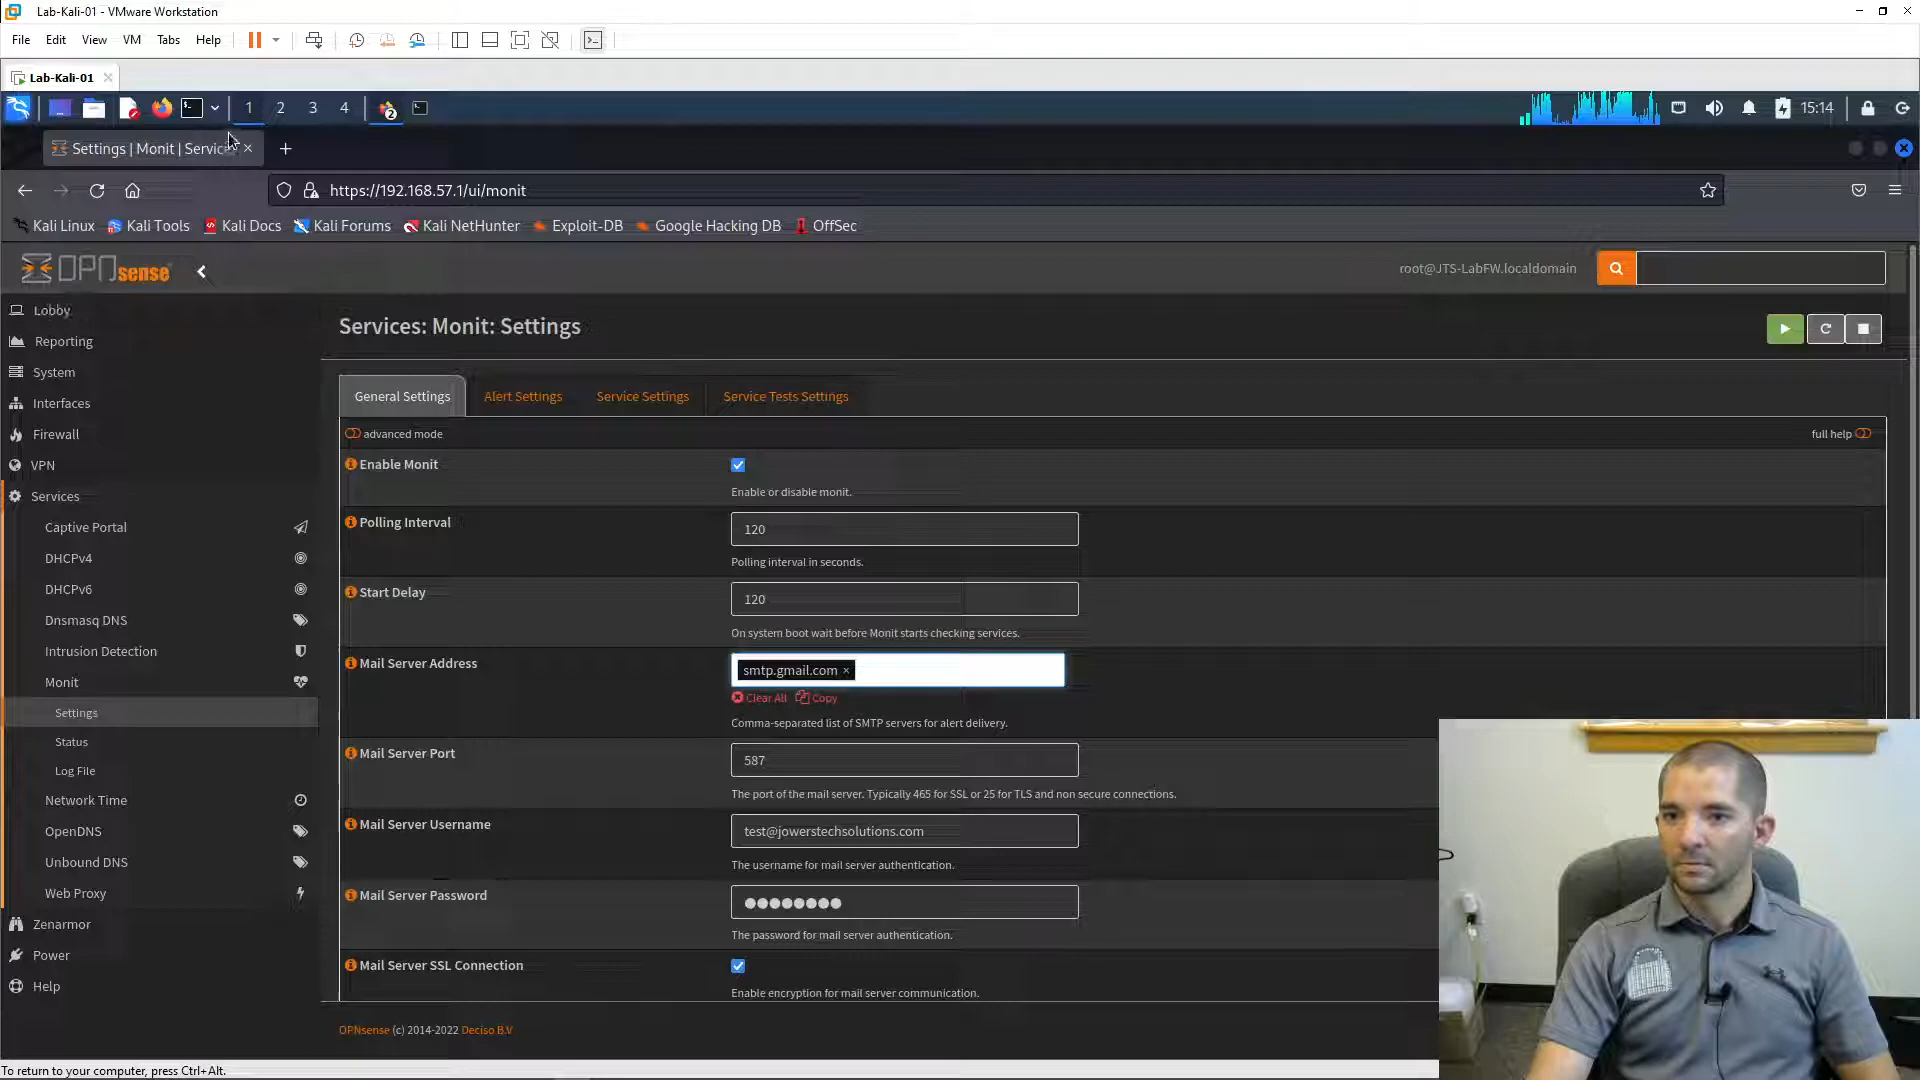 Lab-Kali-01 - VMware Workstation
File Edit View VM Tabs Help
Lab-Kali-01
1 2 3 4 2 15:14
Settings | Monit | Service
https://192.168.57.1/ui/monit
Kali Linux Kali Tools Kali Docs Kali Forums Kali NetHunter Exploit-DB Google Hacking DB OffSec
OPNsense root@JTS-LabFW.localdomain
Lobby
Reporting
System
Interfaces
Firewall
VPN
Services
Captive Portal
DHCPv4
DHCPv6
Dnsmasq DNS
Intrusion Detection
Monit
Settings
Status
Log File
Network Time
OpenDNS
Unbound DNS
Web Proxy
Zenarmor
Power
Help
Services: Monit: Settings
General Settings Alert Settings Service Settings Service Tests Settings
advanced mode full help
Enable Monit
Enable or disable monit.
Polling Interval 120
Polling interval in seconds.
Start Delay 120
On system boot wait before Monit starts checking services.
Mail Server Address smtp.gmail.com ×
Clear All Copy
Comma-separated list of SMTP servers for alert delivery.
Mail Server Port 587
The port of the mail server. Typically 465 for SSL or 25 for TLS and non secure connections.
Mail Server Username test@jowerstechsolutions.com
The username for mail server authentication.
Mail Server Password
The password for mail server authentication.
Mail Server SSL Connection
Enable encryption for mail server communication.
OPNsense (c) 2014-2022 Deciso B.V
To return to your computer, press Ctrl+Alt.